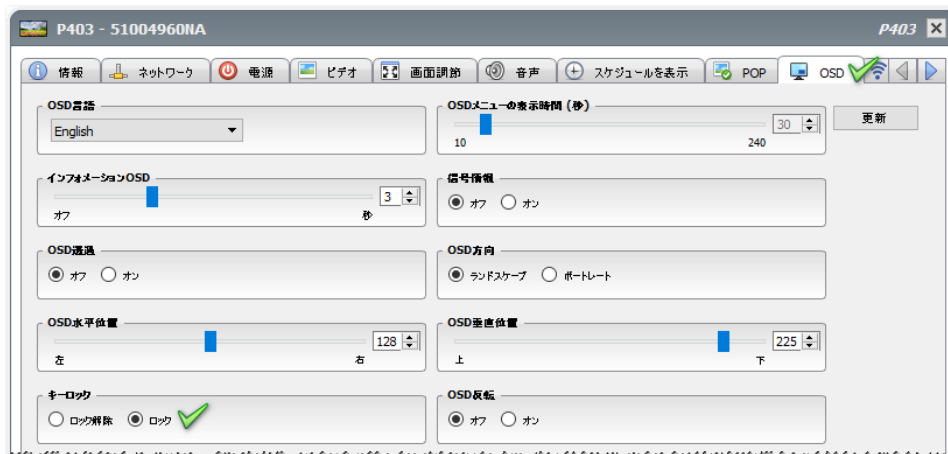 P403 - 51004960NA
P403
情報 ネットワーク 電源 ビデオ 画面調節 音声 スケジュールを表示 POP OSD
OSD言語
English
OSDメニューの表示時間 (秒)
30
10 240
更新
インフォメーションOSD
3
オフ 秒
信号情報
オフ オン
OSD透過
オフ オン
OSD方向
ランドスケープ ポートレート
OSD水平位置
128
左 右
OSD垂直位置
225
上 下
キーロック
ロック解除 ロック
OSD反転
オフ オン